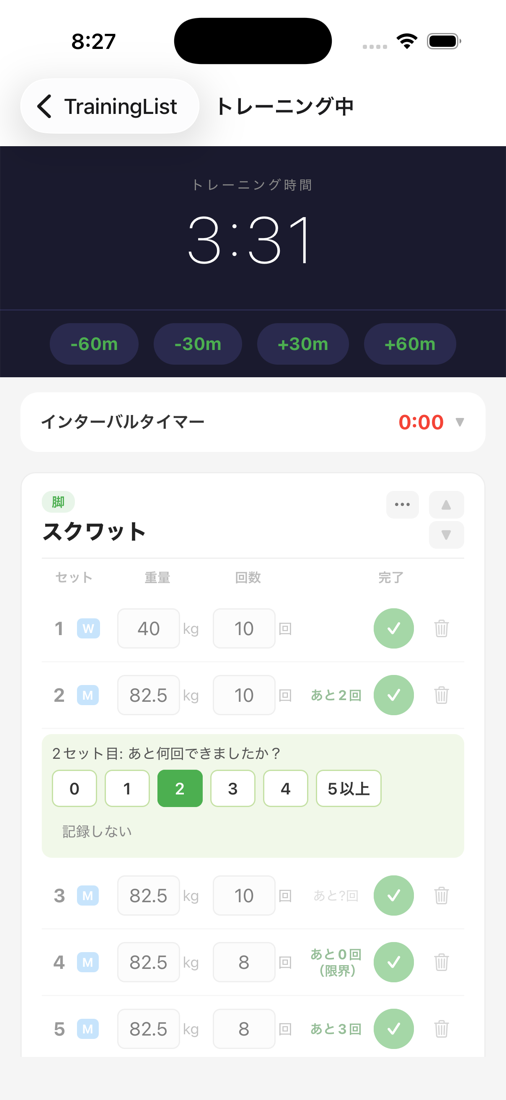 8:27
TrainingList トレーニング中
トレーニング時間
3:31
-60m -30m +30m +60m
インターバルタイマー 0:00 ▼
脚
スクワット
セット 重量 回数 完了
1 W 40 kg 10 回
2 M 82.5 kg 10 回 あと2回
2セット目: あと何回できましたか？
0 1 2 3 4 5以上
記録しない
3 M 82.5 kg 10 回 あと?回
4 M 82.5 kg 8 回 あと0回
（限界）
5 M 82.5 kg 8 回 あと3回